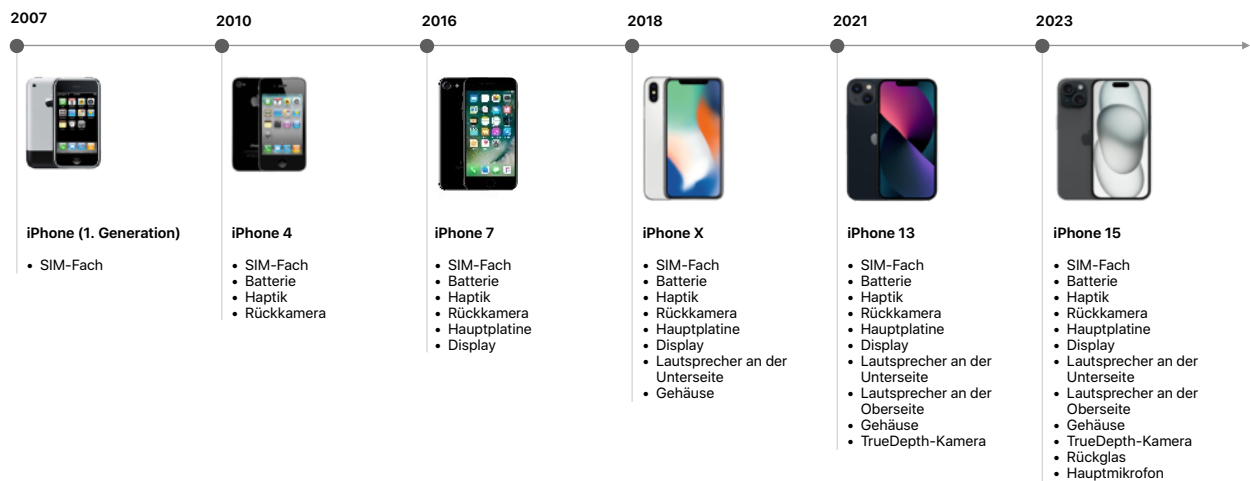 2007
2010
2016
2018
2021
2023
iPhone (1. Generation)
• SIM-Fach
iPhone 4
• SIM-Fach
• Batterie
• Haptik
• Rückkamera
iPhone 7
• SIM-Fach
• Batterie
• Haptik
• Rückkamera
• Hauptplatine
• Display
iPhone X
• SIM-Fach
• Batterie
• Haptik
• Rückkamera
• Hauptplatine
• Display
• Lautsprecher an der
Unterseite
• Gehäuse
iPhone 13
• SIM-Fach
• Batterie
• Haptik
• Rückkamera
• Hauptplatine
• Display
• Lautsprecher an der
Unterseite
• Lautsprecher an der
Oberseite
• Gehäuse
• TrueDepth-Kamera
iPhone 15
• SIM-Fach
• Batterie
• Haptik
• Rückkamera
• Hauptplatine
• Display
• Lautsprecher an der
Unterseite
• Lautsprecher an der
Oberseite
• Gehäuse
• TrueDepth-Kamera
• Rückglas
• Hauptmikrofon